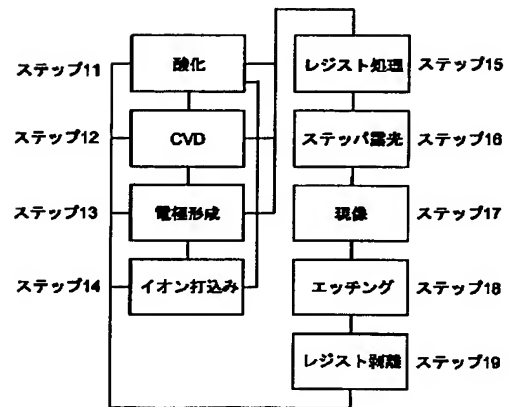 ステップ11
酸化
ステップ12
CVD
ステップ13
電極形成
ステップ14
イオン打込み
レジスト処理
ステップ15
ステッパ露光
ステップ16
現像
ステップ17
エッチング
ステップ18
レジスト剥離
ステップ19